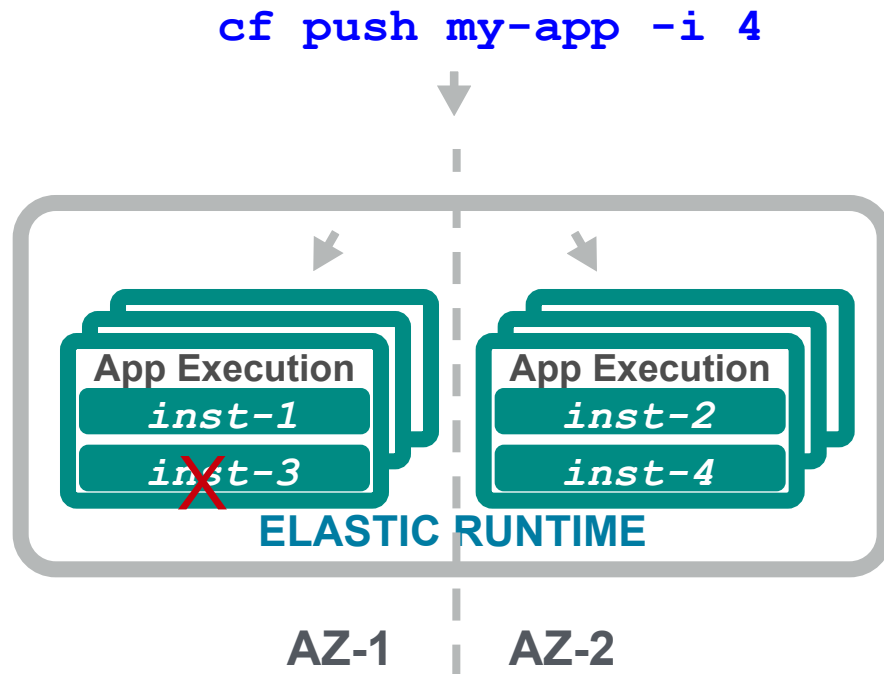 cf push my-app -i 4
App Execution
inst-1
inst-3
App Execution
inst-2
inst-4
ELASTIC RUNTIME
AZ-1
AZ-2